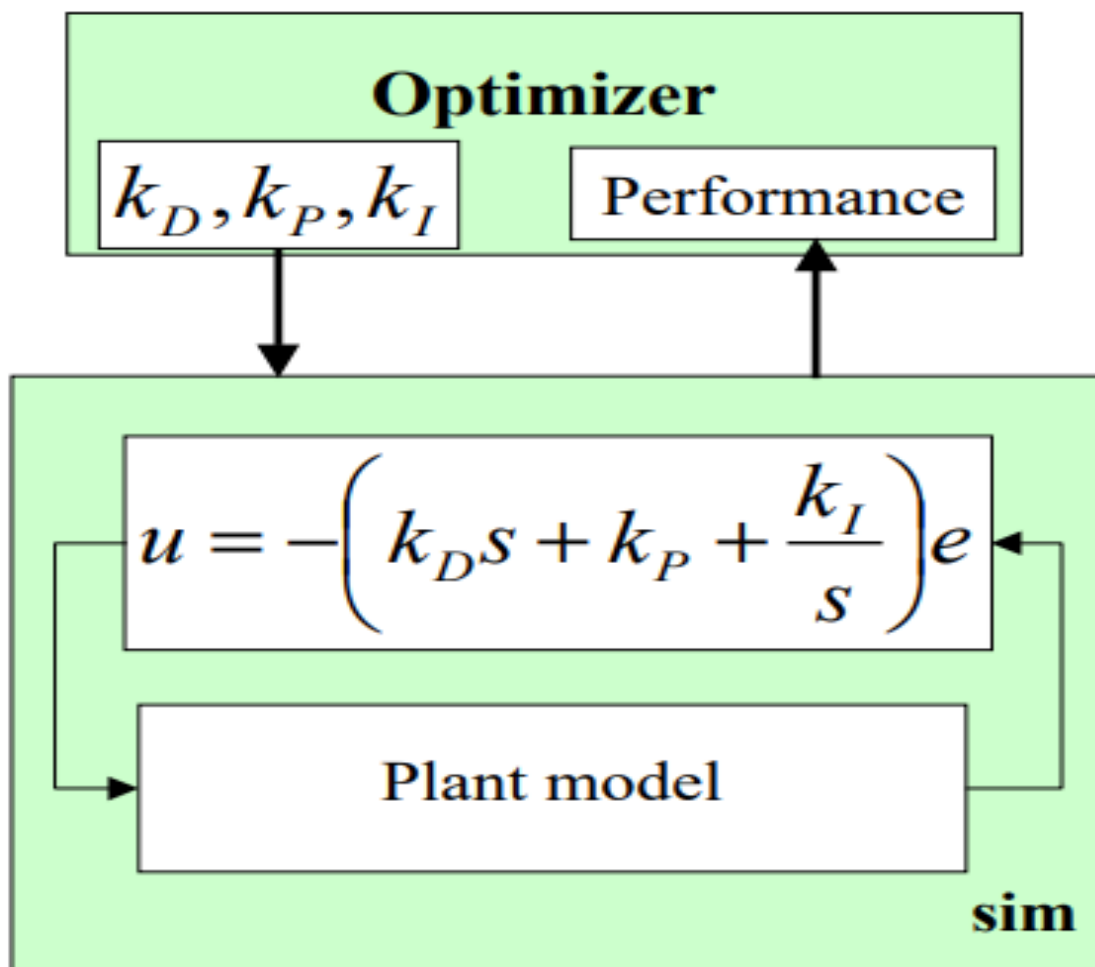 Optimizer
k_D, k_P, k_I
Performance
u = -(k_D s + k_P + k_I/s)e
Plant model
sim